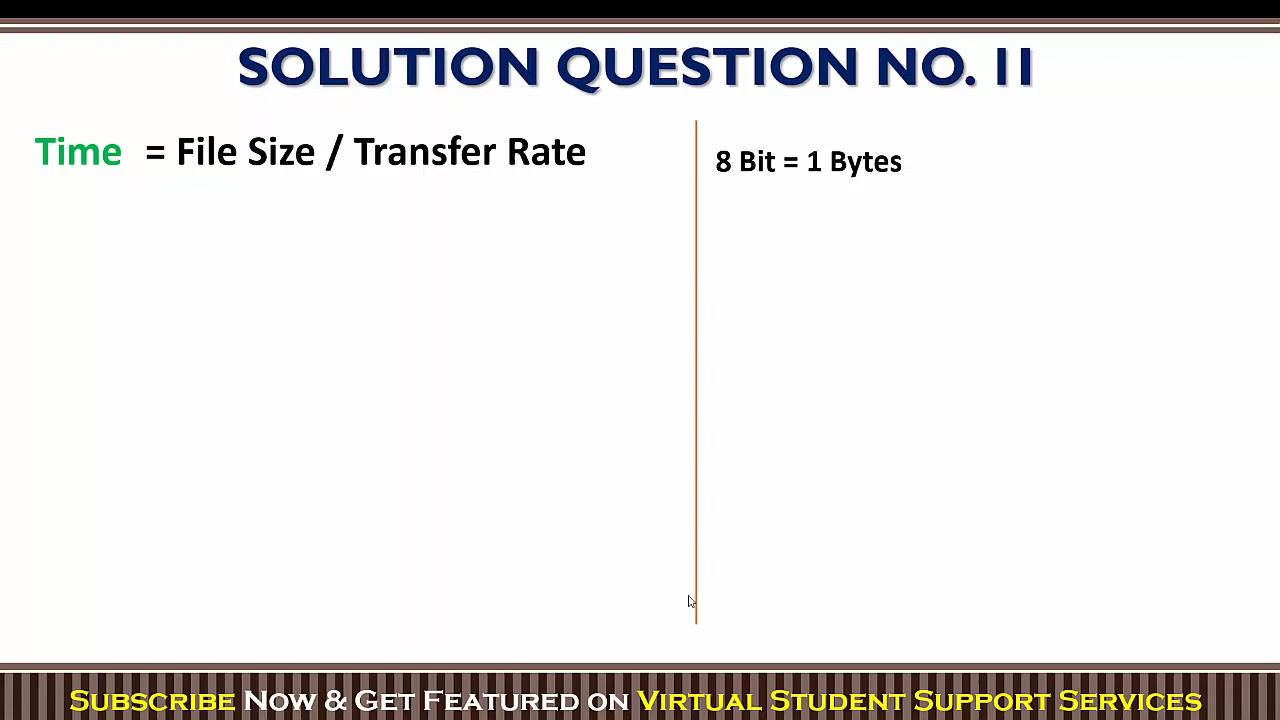 SOLUTION QUESTION NO. 11
Time = File Size / Transfer Rate
8 Bit = 1 Bytes
Subscribe Now & Get Featured on Virtual Student Support Services